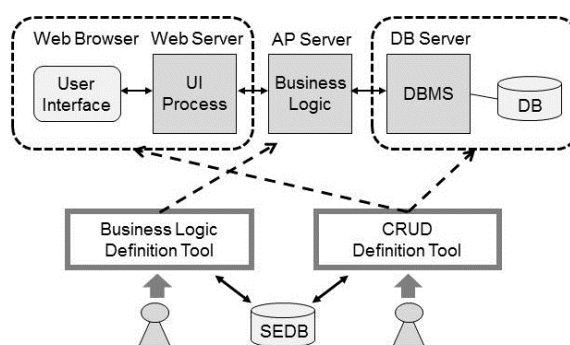 Web Browser Web Server AP Server DB Server
User
Interface
UI
Process
Business
Logic
DBMS
DB
Business Logic
Definition Tool
CRUD
Definition Tool
SEDB